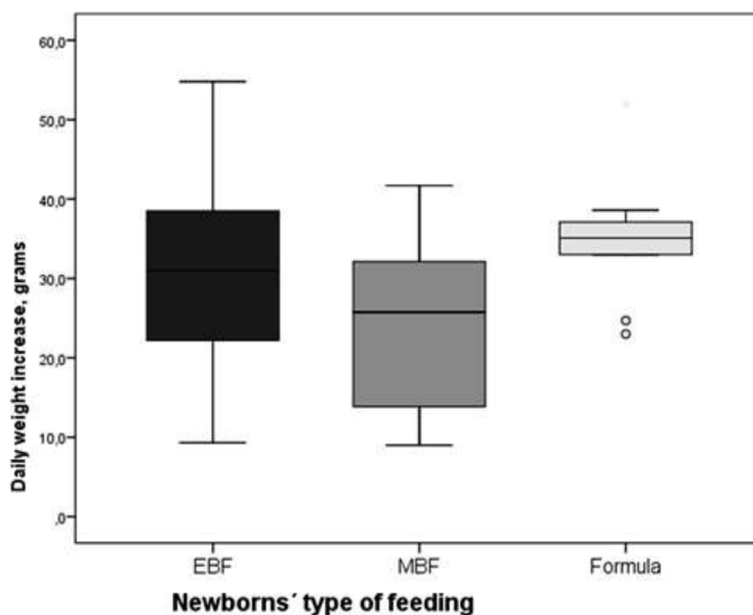 Daily weight increase, grams
60,0
50,0
40,0
30,0
20,0
10,0
,0
EBF MBF Formula
Newborns´ type of feeding